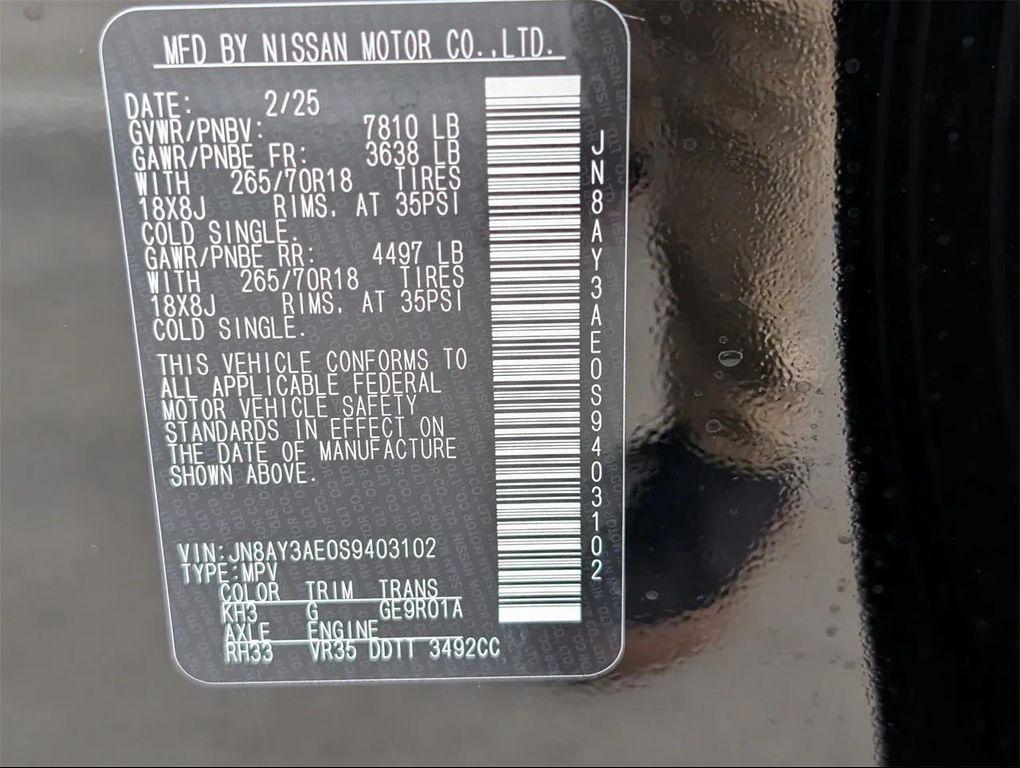 MFD BY NISSAN MOTOR CO.,LTD.
DATE: 2/25
GVWR/PNBV: 7810 LB
GAWR/PNBE FR: 3638 LB
WITH 265/70R18 TIRES
18X8J RIMS, AT 35PSI
COLD SINGLE.
GAWR/PNBE RR: 4497 LB
WITH 265/70R18 TIRES
18X8J RIMS, AT 35PSI
COLD SINGLE.
THIS VEHICLE CONFORMS TO
ALL APPLICABLE FEDERAL
MOTOR VEHICLE SAFETY
STANDARDS IN EFFECT ON
THE DATE OF MANUFACTURE
SHOWN ABOVE.
VIN:JN8AY3AE0S9403102
TYPE:MPV
COLOR TRIM TRANS
KH3 G GE9R01A
AXLE ENGINE
RH33 VR35 DDTT 3492CC
JN8AY3AE0S9403102